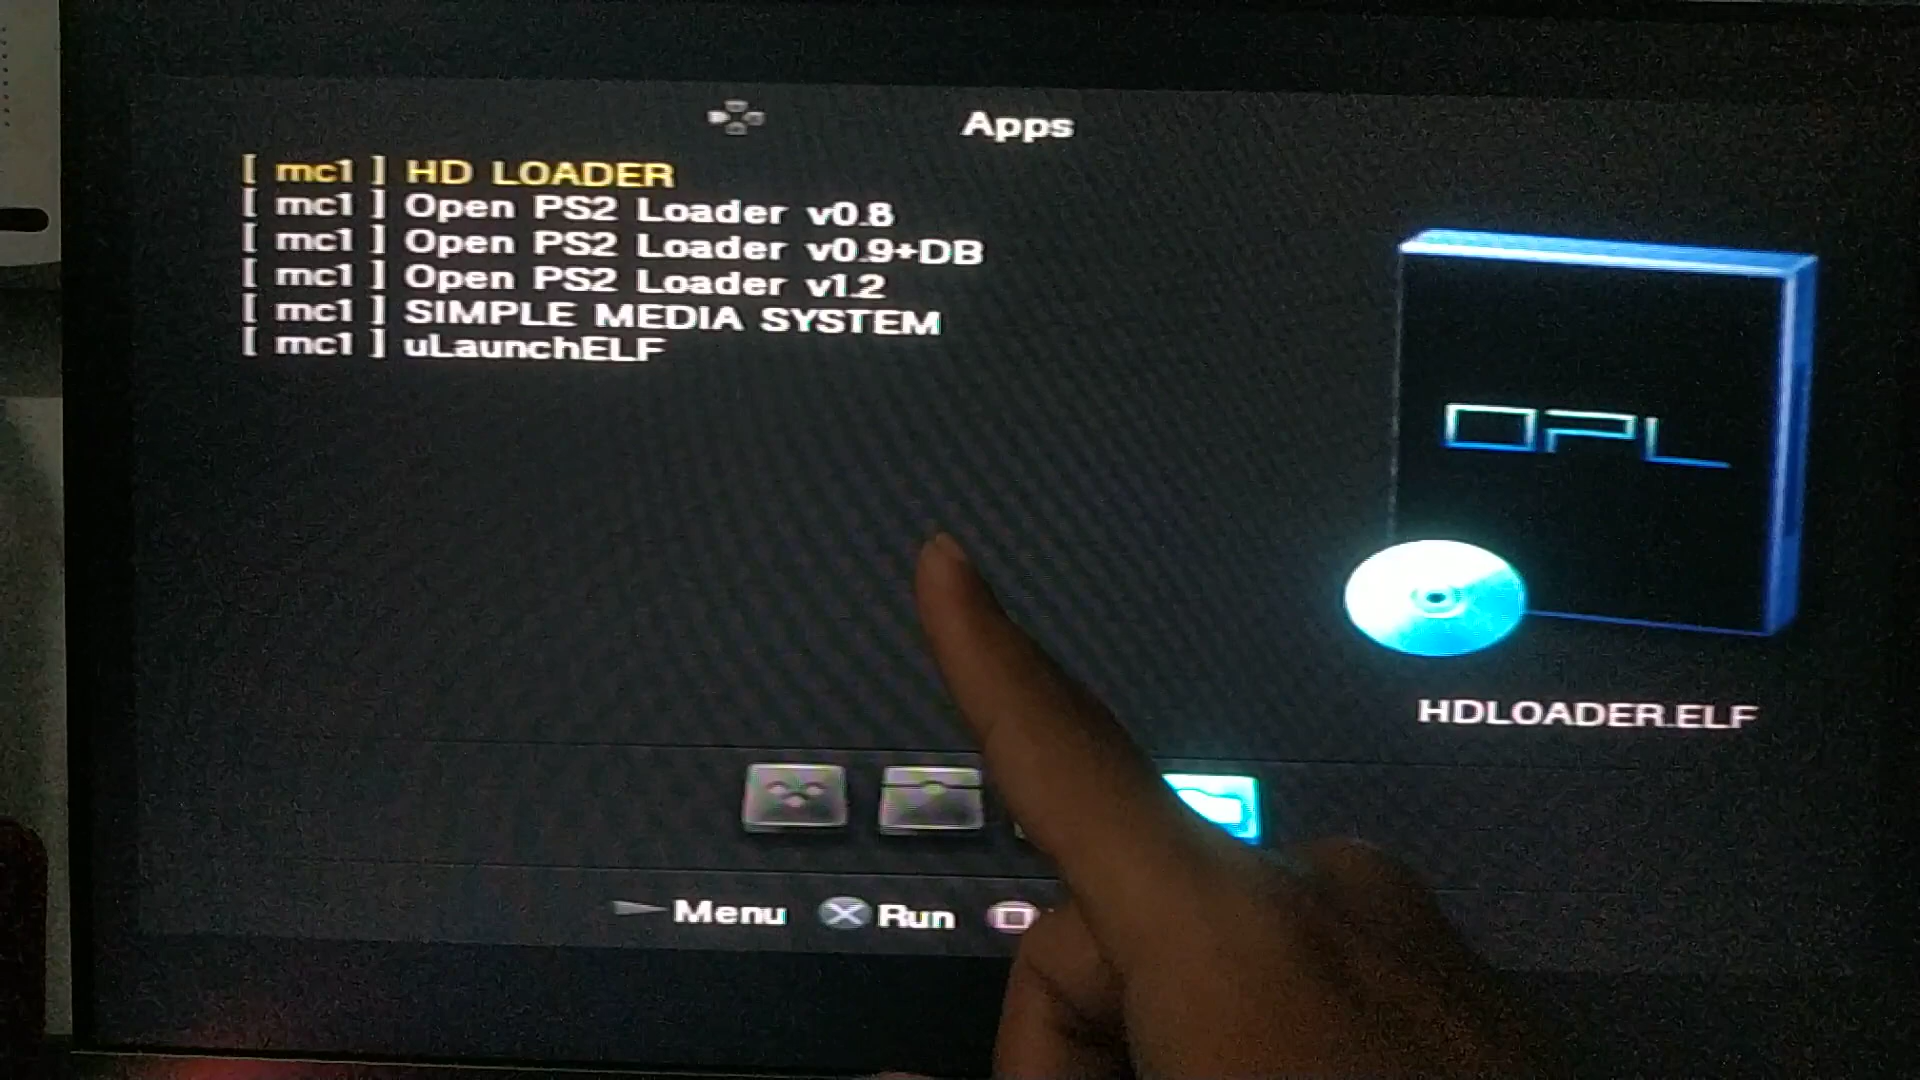 Apps
[ mc1 ] HD LOADER
[ mc1 ] Open PS2 Loader v0.8
[ mc1 ] Open PS2 Loader v0.9+DB
[ mc1 ] Open PS2 Loader v1.2
[ mc1 ] SIMPLE MEDIA SYSTEM
[ mc1 ] uLaunchELF
OPL
HDLOADER.ELF
Menu Run